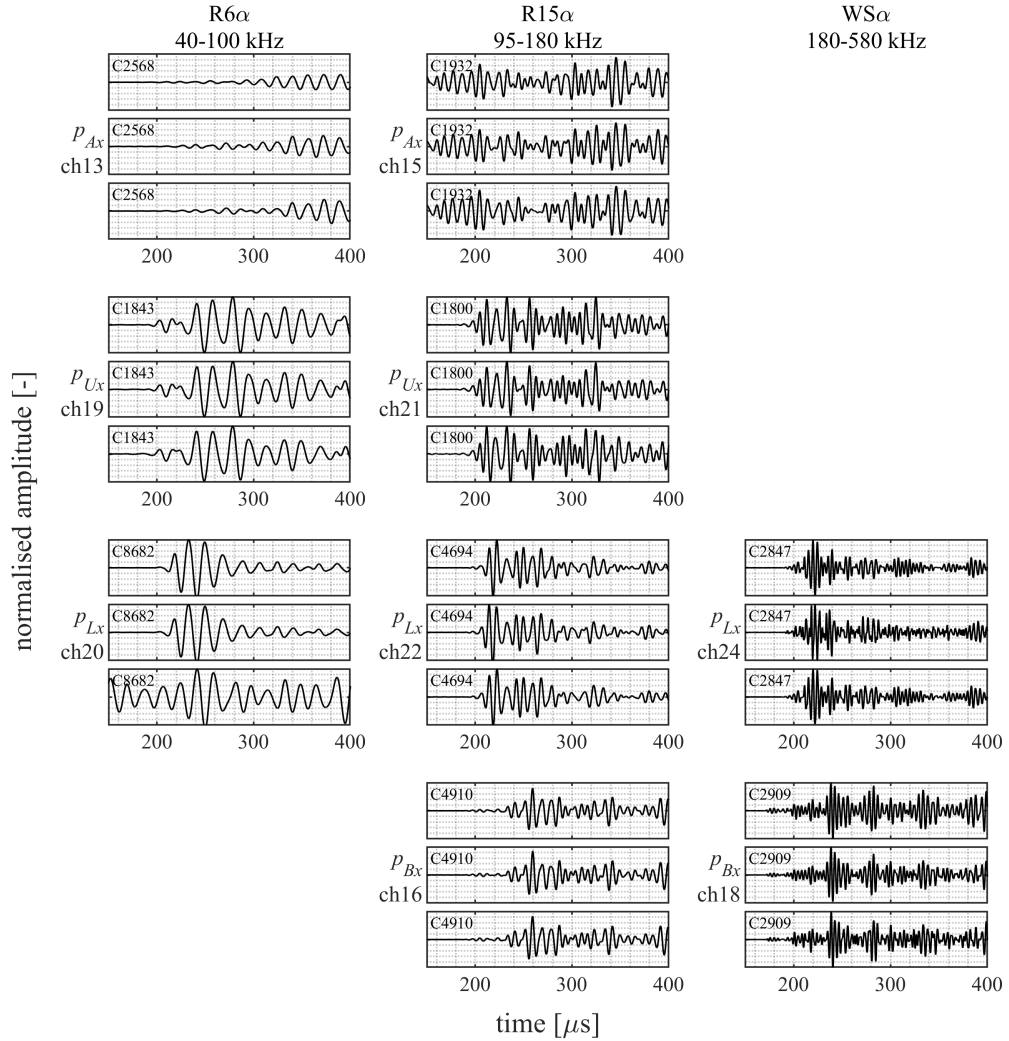 R6α R15α WSα
40-100 kHz 95-180 kHz 180-580 kHz
C2568 C1932
p_Ax C2568 p_Ax C1932
ch13 ch15
C2568 C1932
200 300 400 200 300 400
C1843 C1800
p_Ux C1843 p_Ux C1800
ch19 ch21
C1843 C1800
200 300 400 200 300 400
normalised amplitude [-]
C8682 C4694 C2847
p_Lx C8682 p_Lx C4694 p_Lx C2847
ch20 ch22 ch24
C8682 C4694 C2847
200 300 400 200 300 400 200 300 400
C4910 C2909
p_Bx C4910 p_Bx C2909
ch16 ch18
C4910 C2909
200 300 400 200 300 400
time [μs]